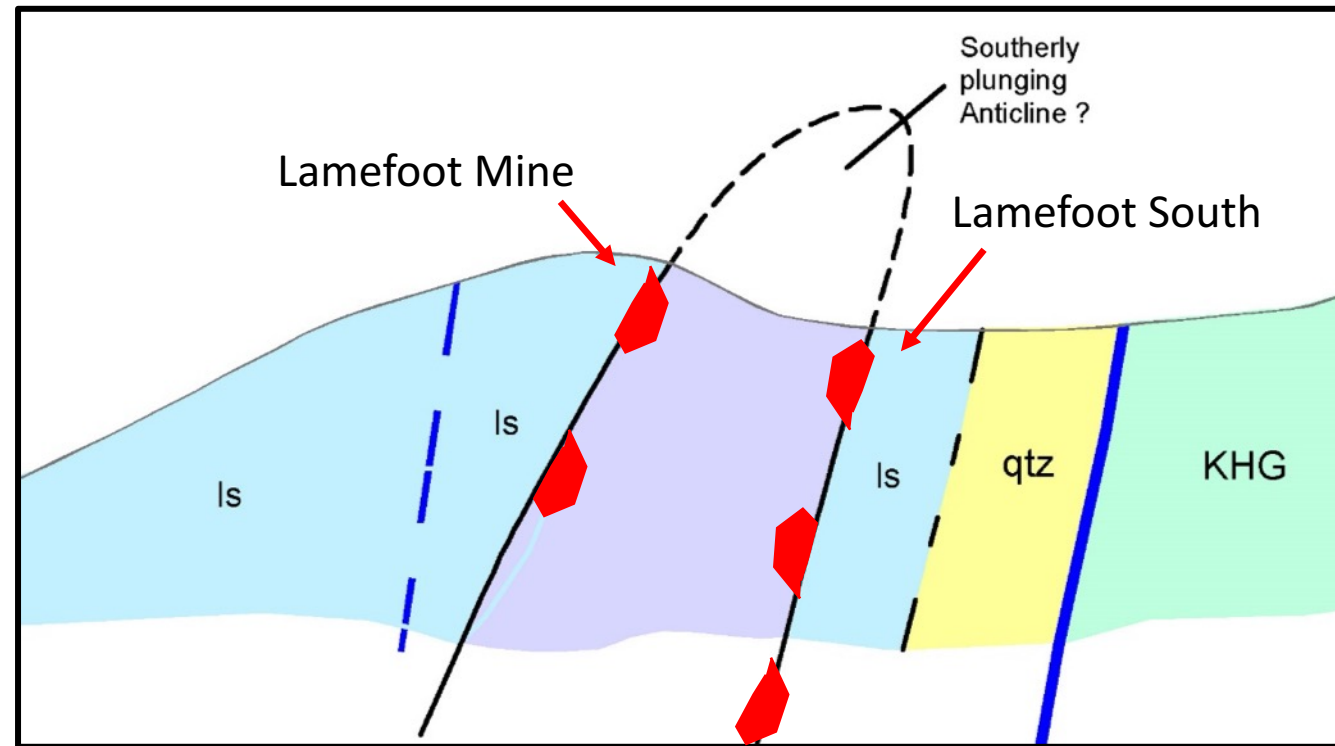 Southerly
plunging
Anticline ?
Lamefoot Mine
Lamefoot South
ls
ls
ls
qtz
KHG